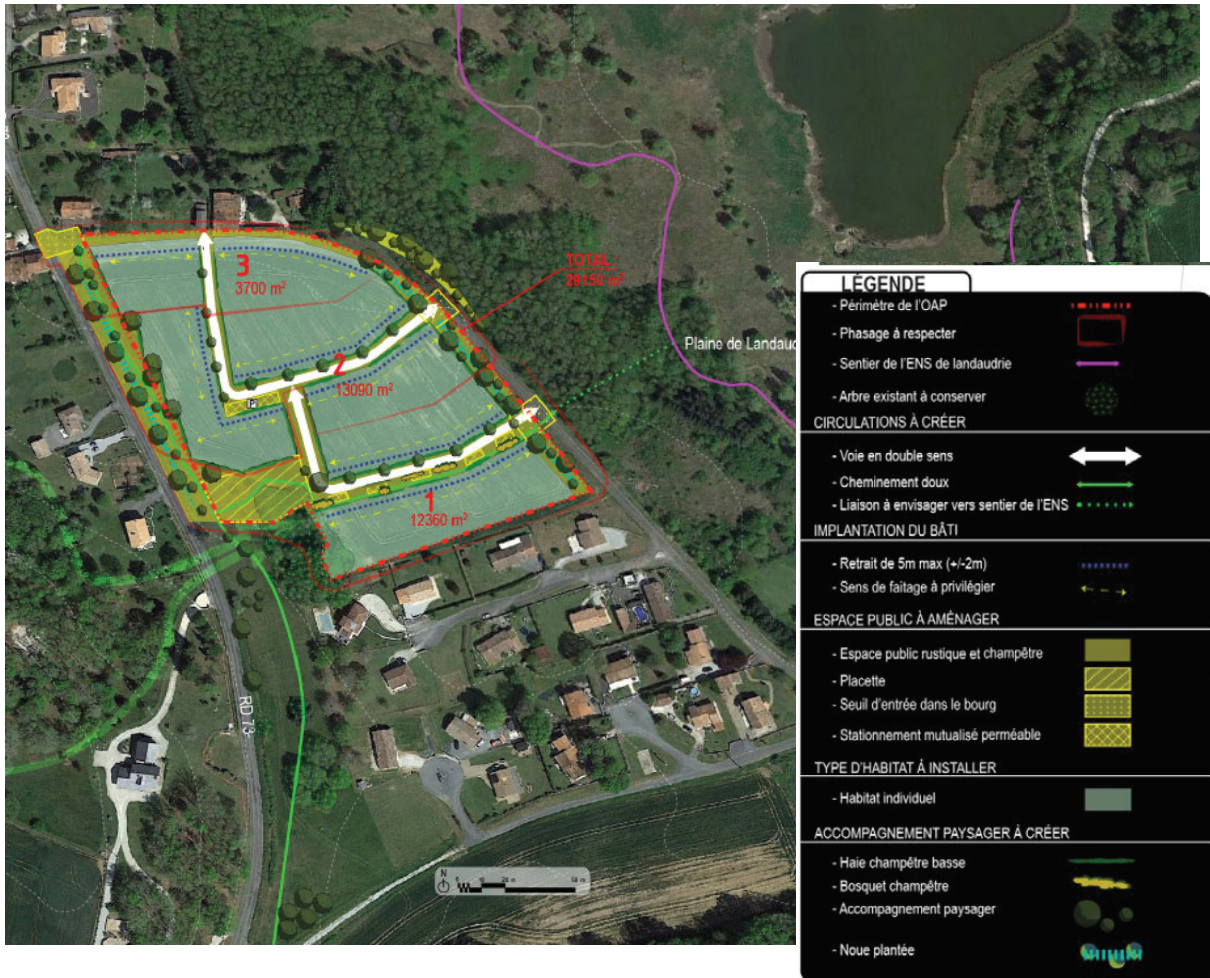 3
3700 m²
TOTAL :
29150 m²
Plaine de Landaud
2
13090 m²
P
1
12360 m²
RD 73
N
0 10 20 m 50 m
LÉGENDE
- Périmètre de l'OAP
- Phasage à respecter
- Sentier de l'ENS de landaudrie
- Arbre existant à conserver
CIRCULATIONS À CRÉER
- Voie en double sens
- Cheminement doux
- Liaison à envisager vers sentier de l'ENS
IMPLANTATION DU BÂTI
- Retrait de 5m max (+/-2m)
- Sens de faitage à privilégier
ESPACE PUBLIC À AMÉNAGER
- Espace public rustique et champêtre
- Placette
- Seuil d'entrée dans le bourg
- Stationnement mutualisé perméable
TYPE D'HABITAT À INSTALLER
- Habitat individuel
ACCOMPAGNEMENT PAYSAGER À CRÉER
- Haie champêtre basse
- Bosquet champêtre
- Accompagnement paysager
- Noue plantée